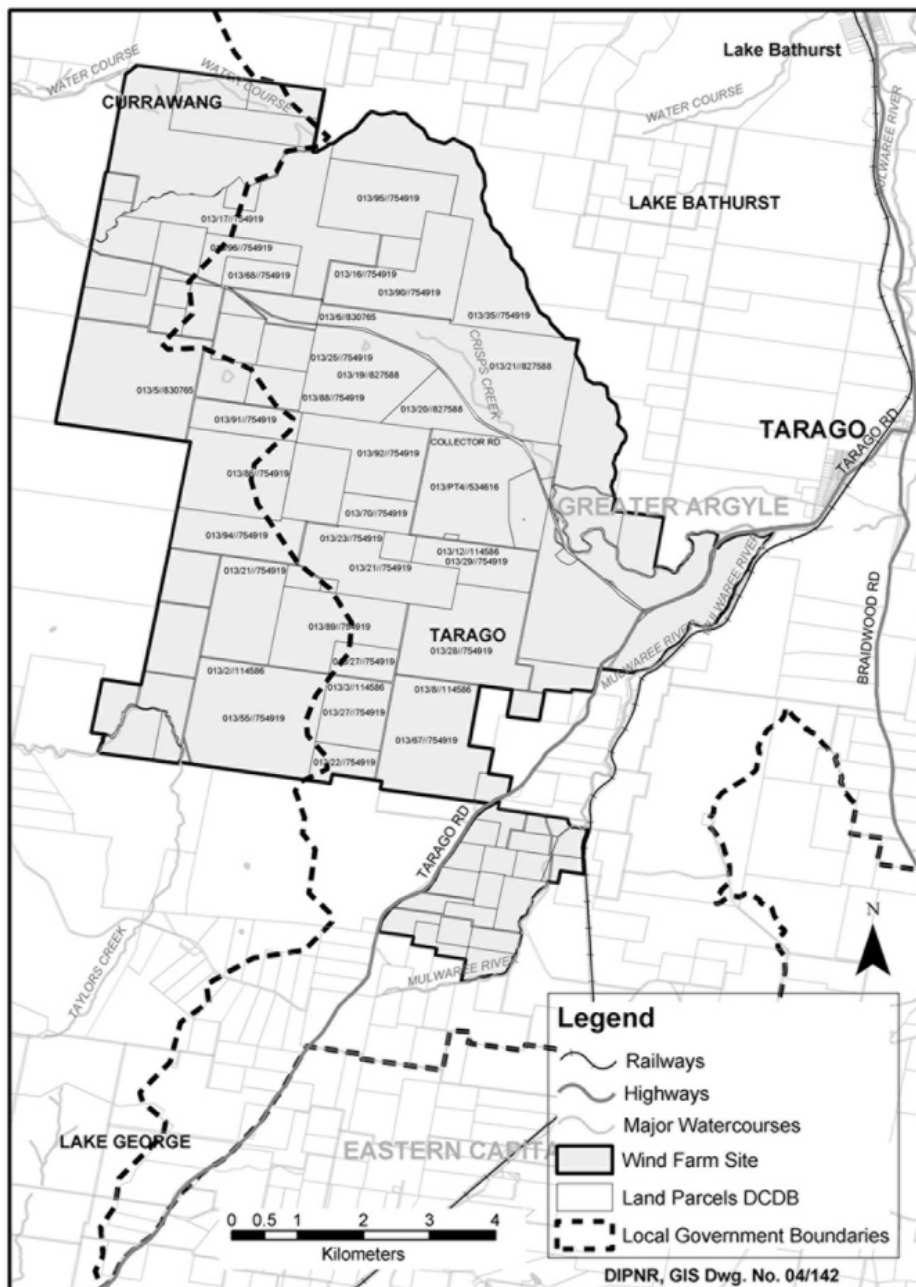 Lake Bathurst
WATER COURSE
WATER COURSE
CURRAWANG
WATER COURSE
MULWAREE RIVER
013/95//754919
LAKE BATHURST
013/17//754919
013/96//754919
013/68//754919
013/16//754919
013/90//754919
013/6//830765
013/35//754919
CRISPS CREEK
013/25//754919
013/21//827588
013/19//827588
013/5//830765
013/88//754919
013/20//827588
013/91//754919
TARAGO
TARAGO RD
COLLECTOR RD
013/92//754919
013/86//754919
013/PT4//534616
GREATER ARGYLE
013/70//754919
013/94//754919
013/23//754919
013/12//114586
013/29//754919
013/21//754919
013/21//754919
MULWAREE RIVER
BRAIDWOOD RD
013/89//754919
TARAGO
013/28//754919
MULWAREE RIVER
013/27//754919
013/2//114586
013/3//114586
013/8//114586
013/27//754919
013/55//754919
013/67//754919
013/22//754919
TARAGO RD
N
TAYLORS CREEK
MULWAREE RIVER
LAKE GEORGE
EASTERN CAPITA
Legend
Railways
Highways
Major Watercourses
Wind Farm Site
Land Parcels DCDB
Local Government Boundaries
0 0.5 1 2 3 4
Kilometers
DIPNR, GIS Dwg. No. 04/142